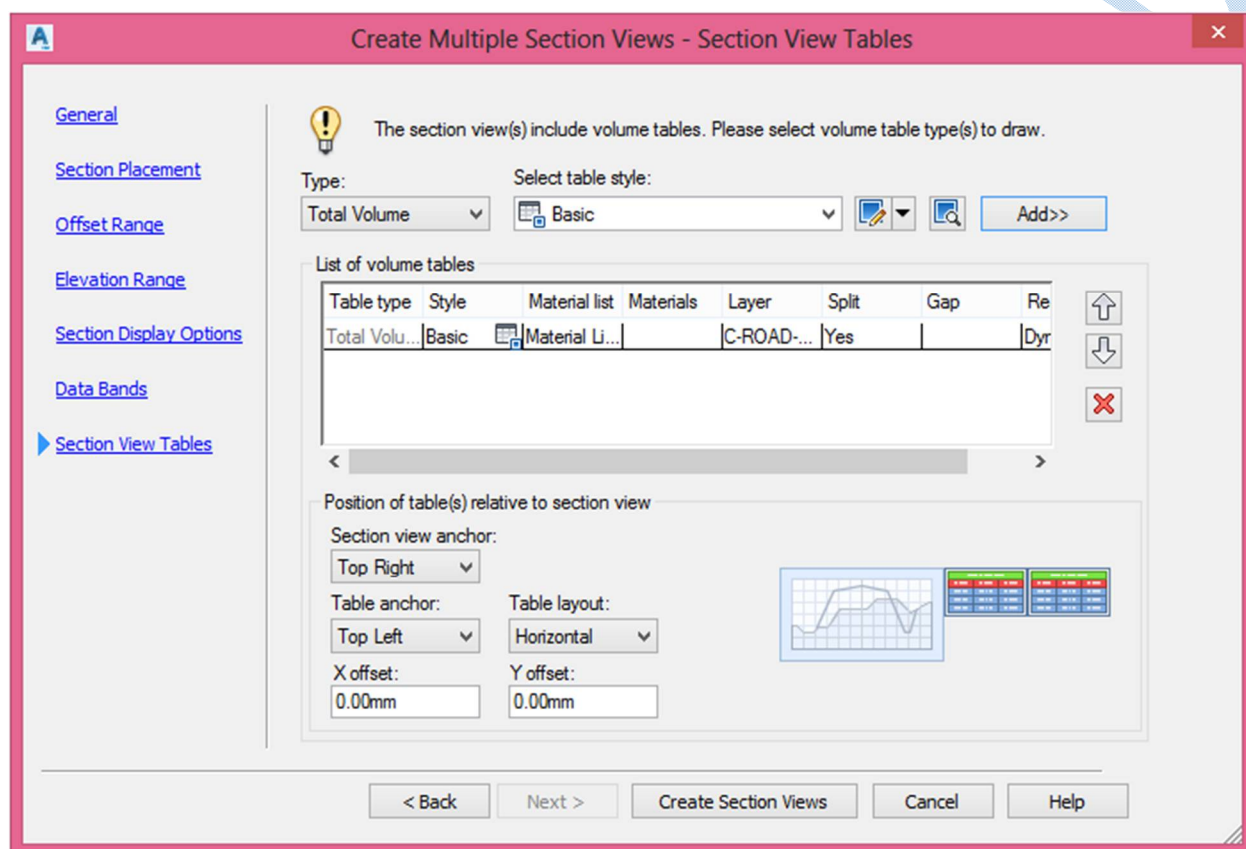 Create Multiple Section Views - Section View Tables
General
Section Placement
Offset Range
Elevation Range
Section Display Options
Data Bands
Section View Tables
The section view(s) include volume tables. Please select volume table type(s) to draw.
Type: Select table style:
Total Volume Basic Add>>
List of volume tables
Table type Style Material list Materials Layer Split Gap Re
Total Volu... Basic Material Li... C-ROAD-... Yes Dyr
Position of table(s) relative to section view
Section view anchor:
Top Right
Table anchor: Table layout:
Top Left Horizontal
X offset: Y offset:
0.00mm 0.00mm
< Back Next > Create Section Views Cancel Help